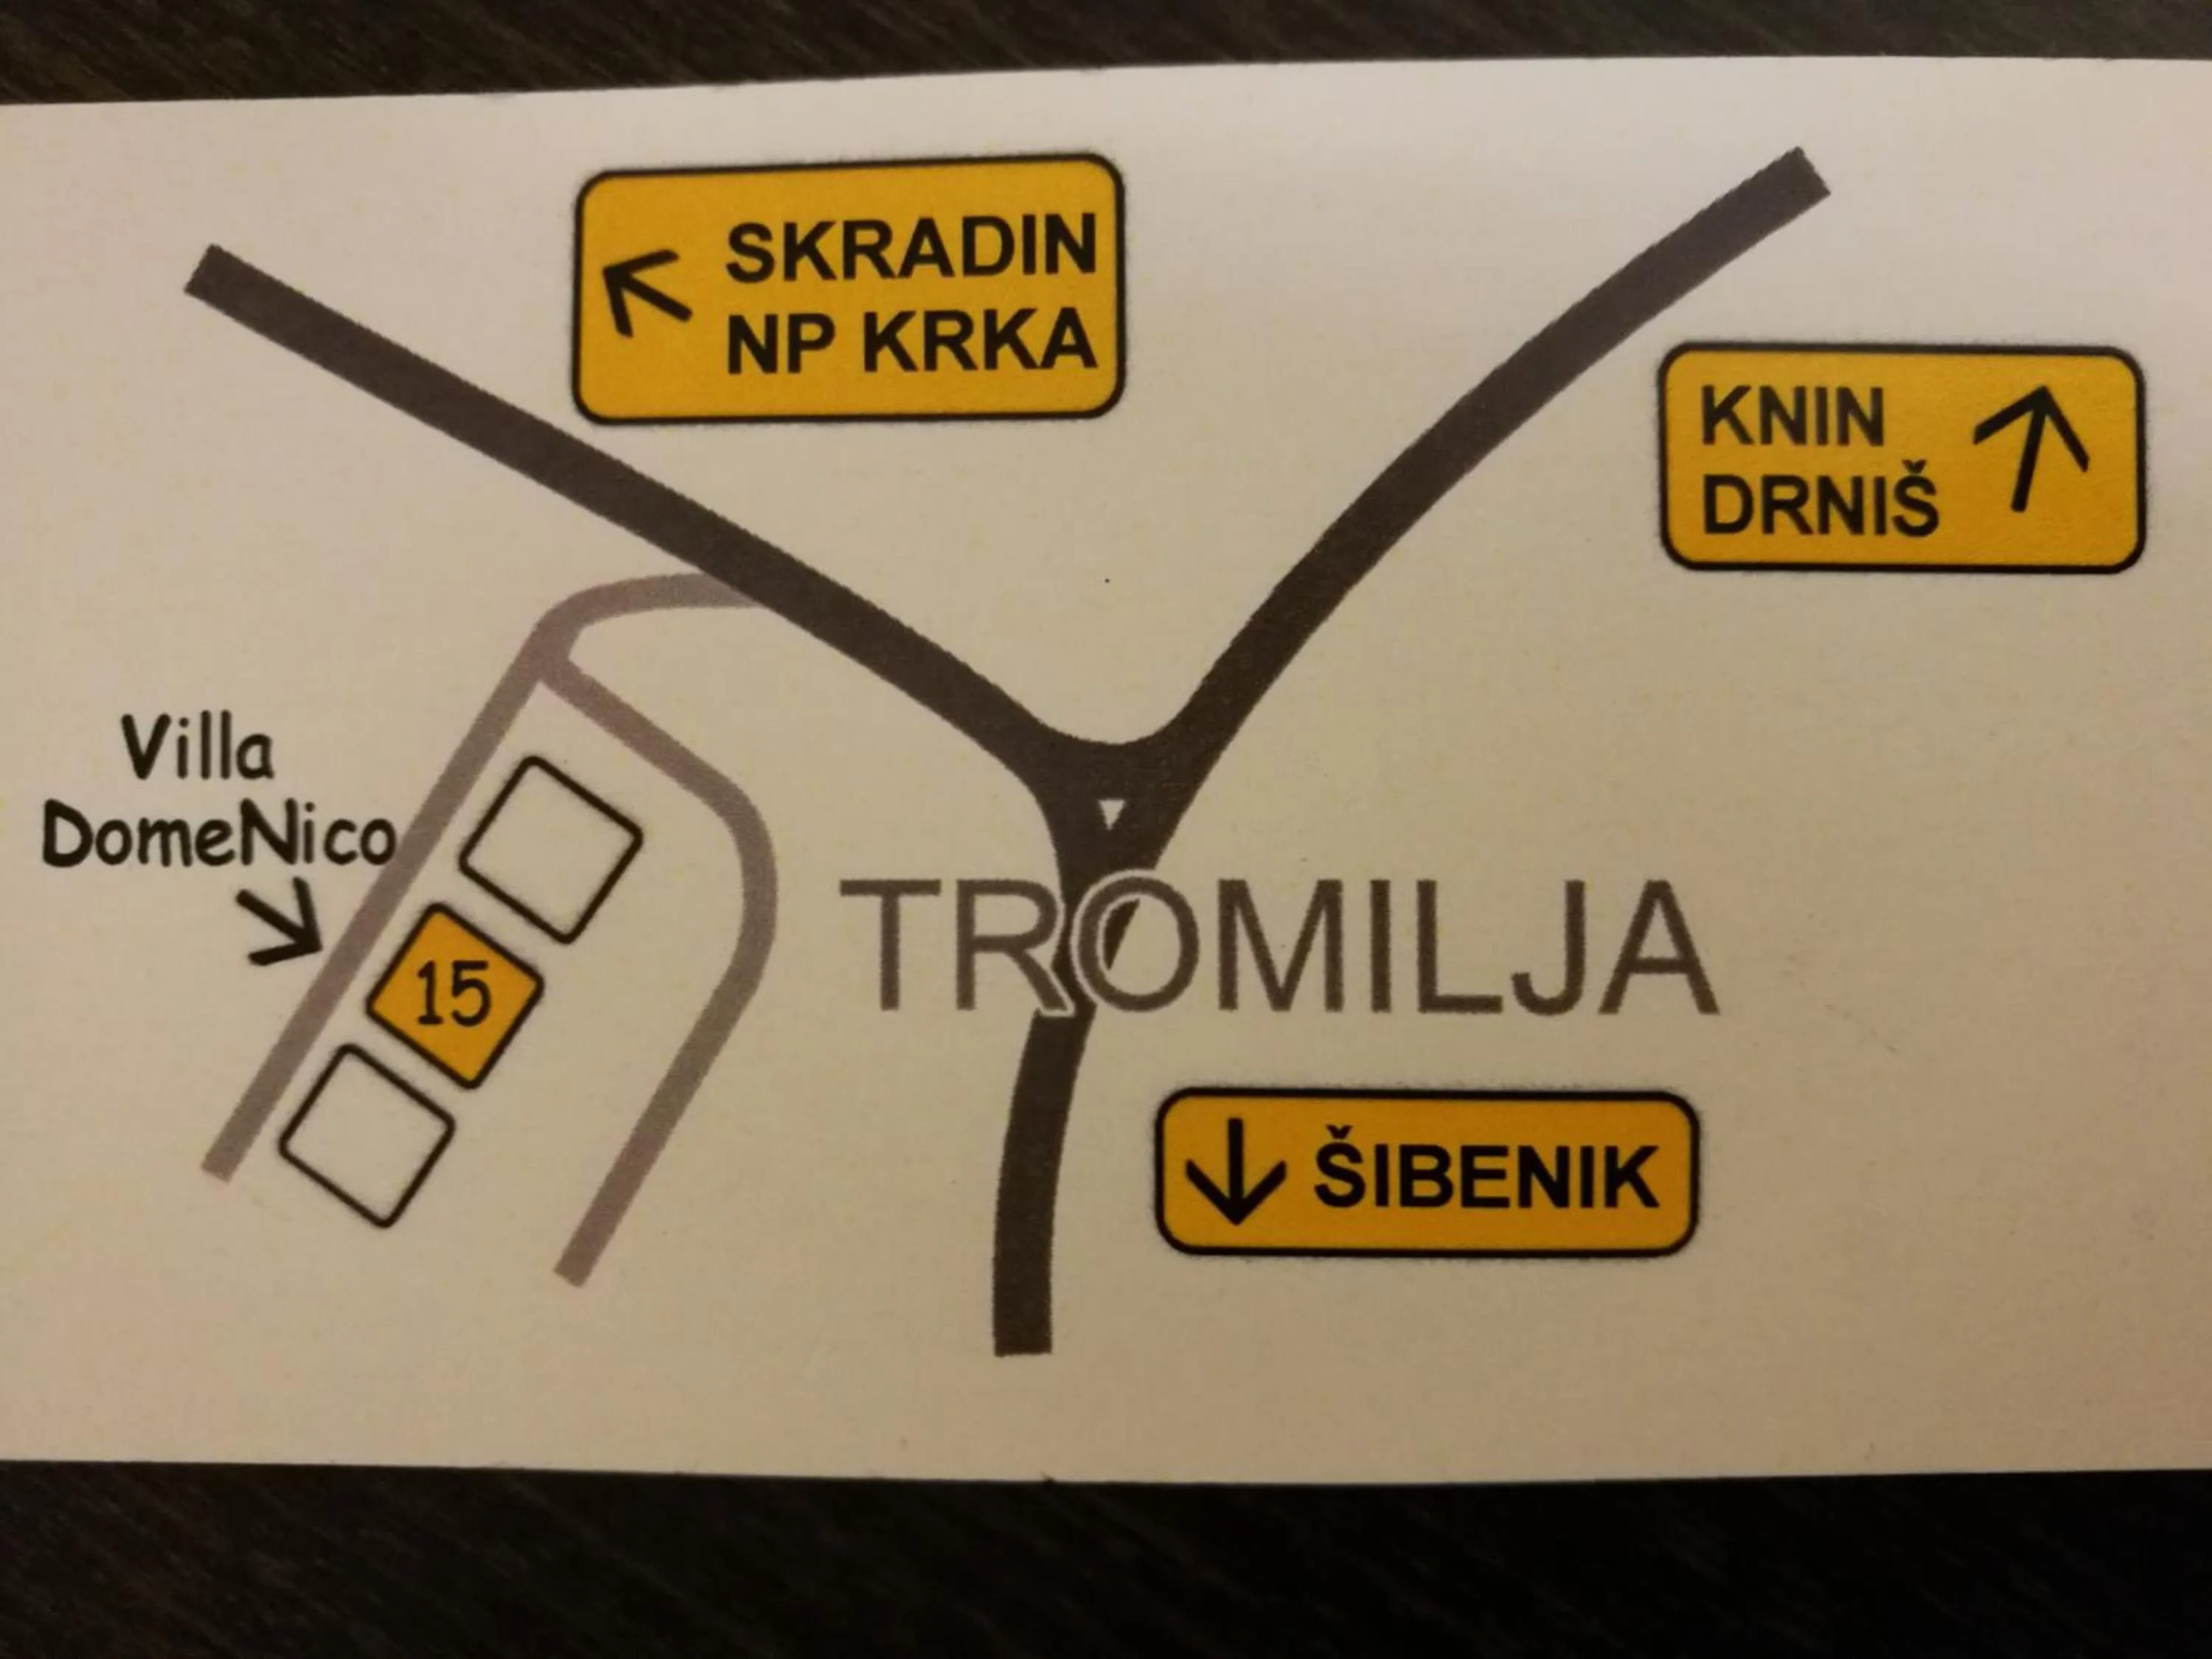 SKRADIN
NP KRKA
KNIN
DRNIŠ
Villa
DomeNico
15
TROMILJA
ŠIBENIK